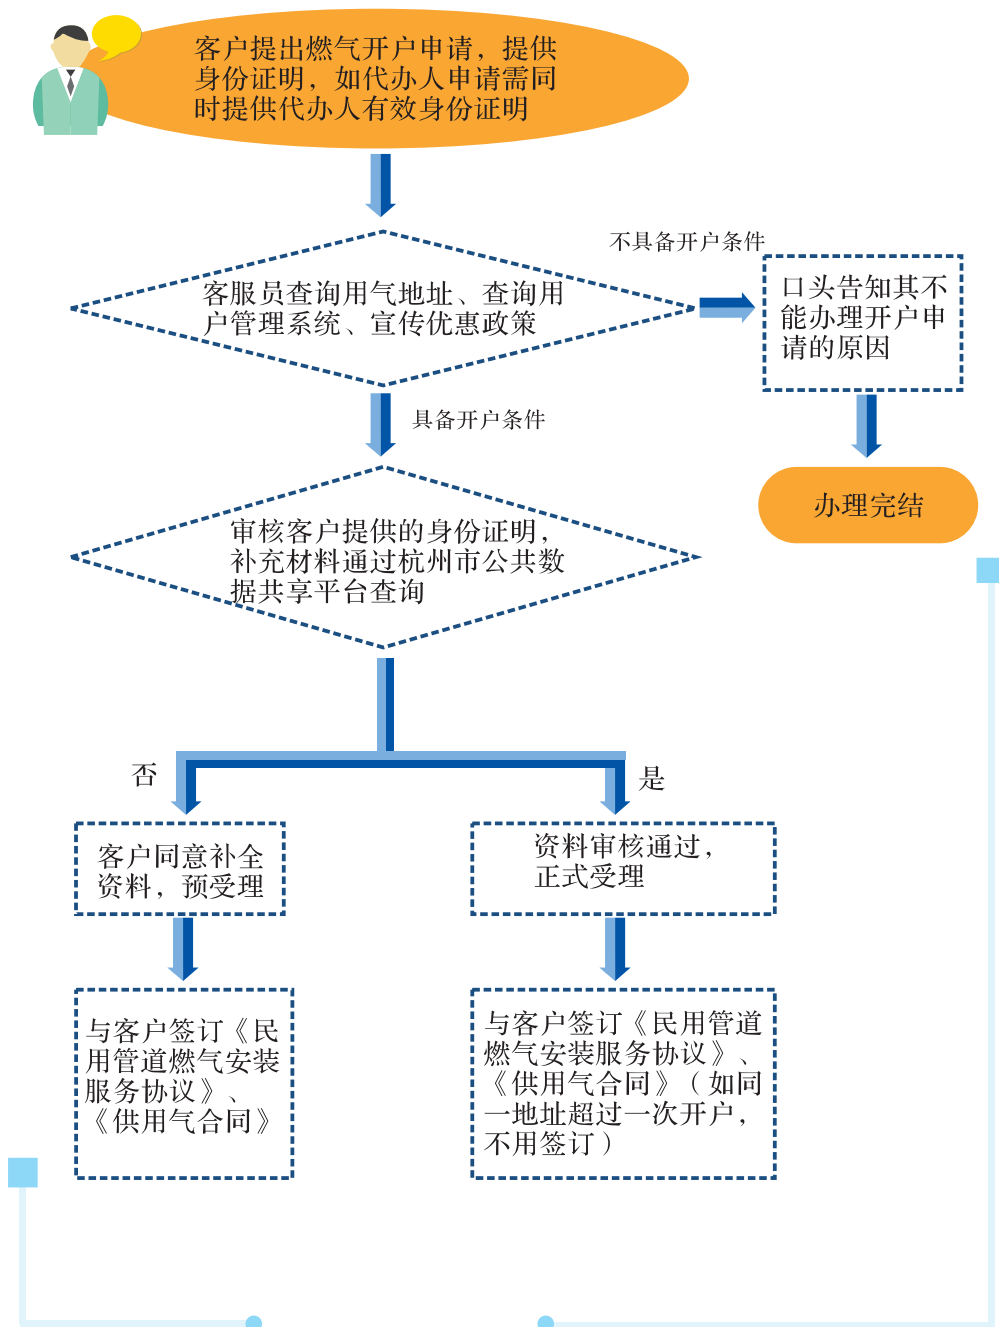 客户提出燃气开户申请，提供
身份证明，如代办人申请需同
时提供代办人有效身份证明
不具备开户条件
客服员查询用气地址、查询用
户管理系统、宣传优惠政策
口头告知其不
能办理开户申
请的原因
具备开户条件
办理完结
审核客户提供的身份证明，
补充材料通过杭州市公共数
据共享平台查询
否
是
客户同意补全
资料，预受理
资料审核通过，
正式受理
与客户签订《民
用管道燃气安装
服务协议》、
《供用气合同》
与客户签订《民用管道
燃气安装服务协议》、
《供用气合同》（如同
一地址超过一次开户，
不用签订）